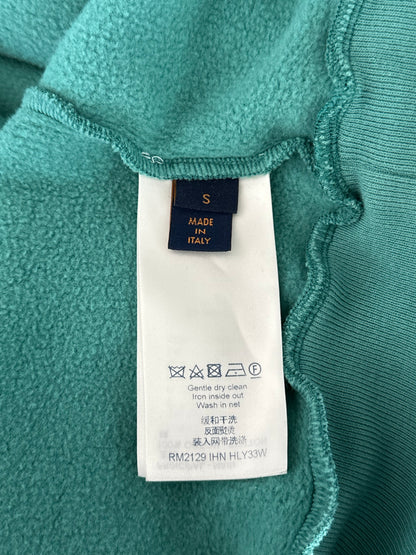 S
MADE
IN
ITALY
Gentle dry clean
Iron inside out
Wash in net
缓和干洗
反面熨烫
装入网带洗涤
RM2129 IHN HLY33W